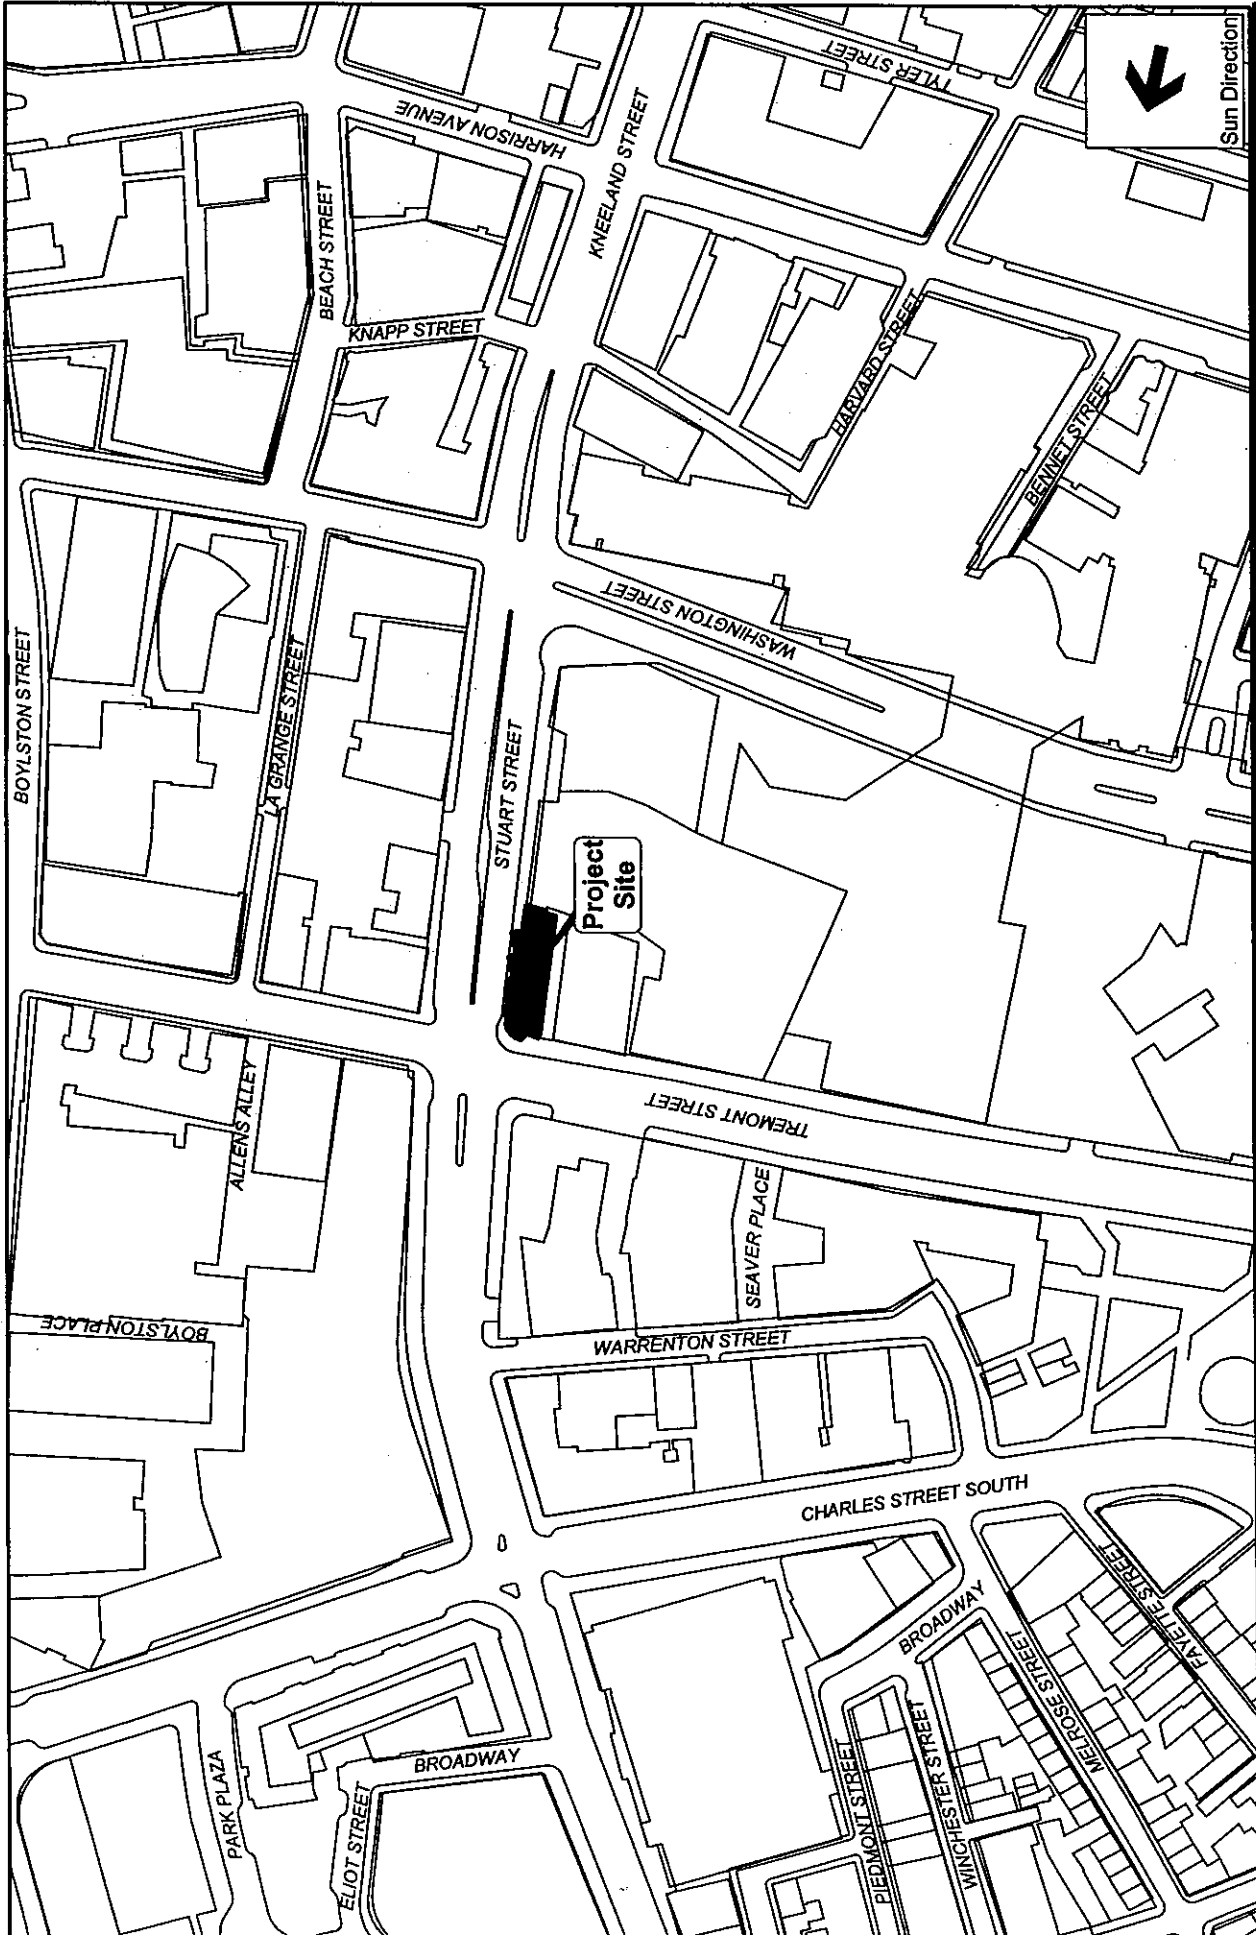 TYLER STREET
Sun Direction
HARRISON AVENUE
KNEELAND STREET
BEACH STREET
KNAPP STREET
HARVARD STREET
BENNET STREET
WASHINGTON STREET
BOYLSTON STREET
LA GRANGE STREET
STUART STREET
Project
Site
TREMONT STREET
ALLENS ALLEY
SEAVER PLACE
BOYLSTON PLACE
WARRENTON STREET
CHARLES STREET SOUTH
FAYETTE STREET
BROADWAY
MELROSE STREET
WINCHESTER STREET
PIEDMONT STREET
BROADWAY
PARK PLAZA
ELIOT STREET